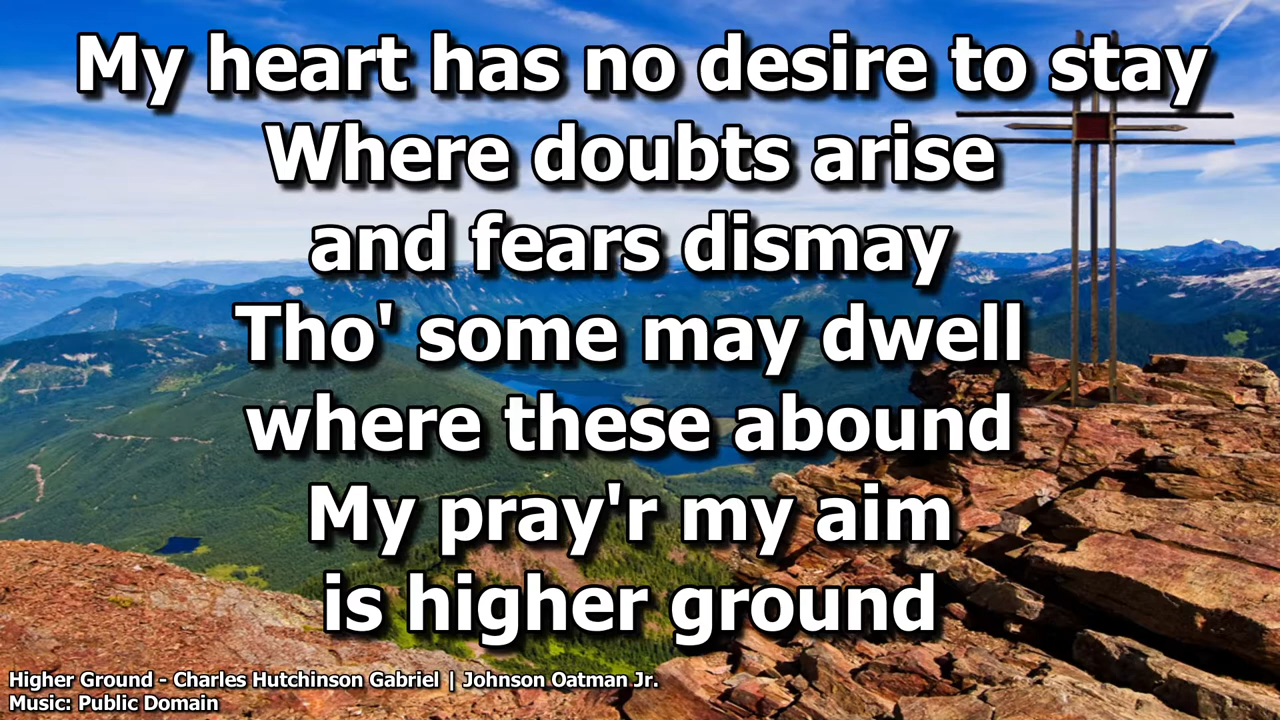 My heart has no desire to stay
Where doubts arise
and fears dismay
Tho' some may dwell
where these abound
My pray'r my aim
is higher ground
Higher Ground - Charles Hutchinson Gabriel | Johnson Oatman Jr.
Music: Public Domain